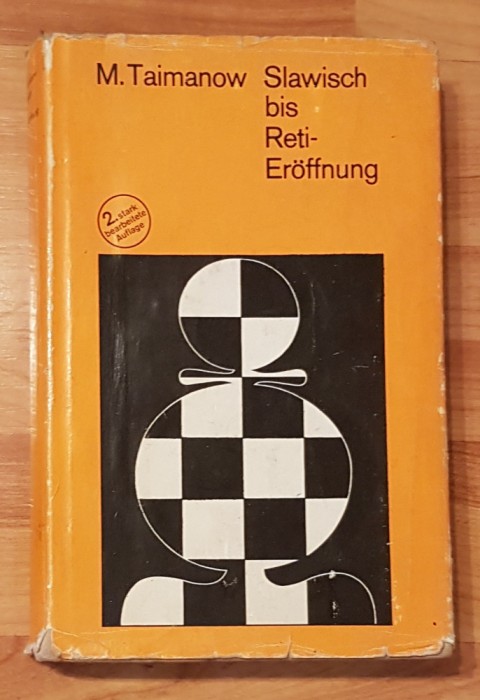 M. Taimanow Slawisch
bis
Reti-
Eröffnung
2. stark
bearbeitete
Auflage